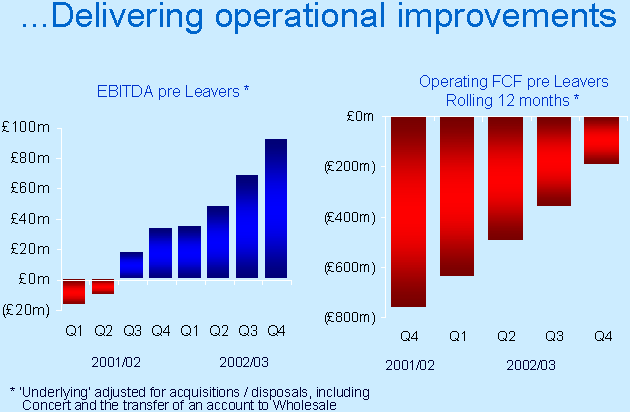 ...Delivering operational improvements
EBITDA pre Leavers *
£100m
£80m
£60m
£40m
£20m
£0m
(£20m)
Q1 Q2 Q3 Q4 Q1 Q2 Q3 Q4
2001/02 2002/03
Operating FCF pre Leavers
Rolling 12 months *
£0m
(£200m)
(£400m)
(£600m)
(£800m)
Q4 Q1 Q2 Q3 Q4
2001/02 2002/03
* 'Underlying' adjusted for acquisitions / disposals, including
Concert and the transfer of an account to Wholesale